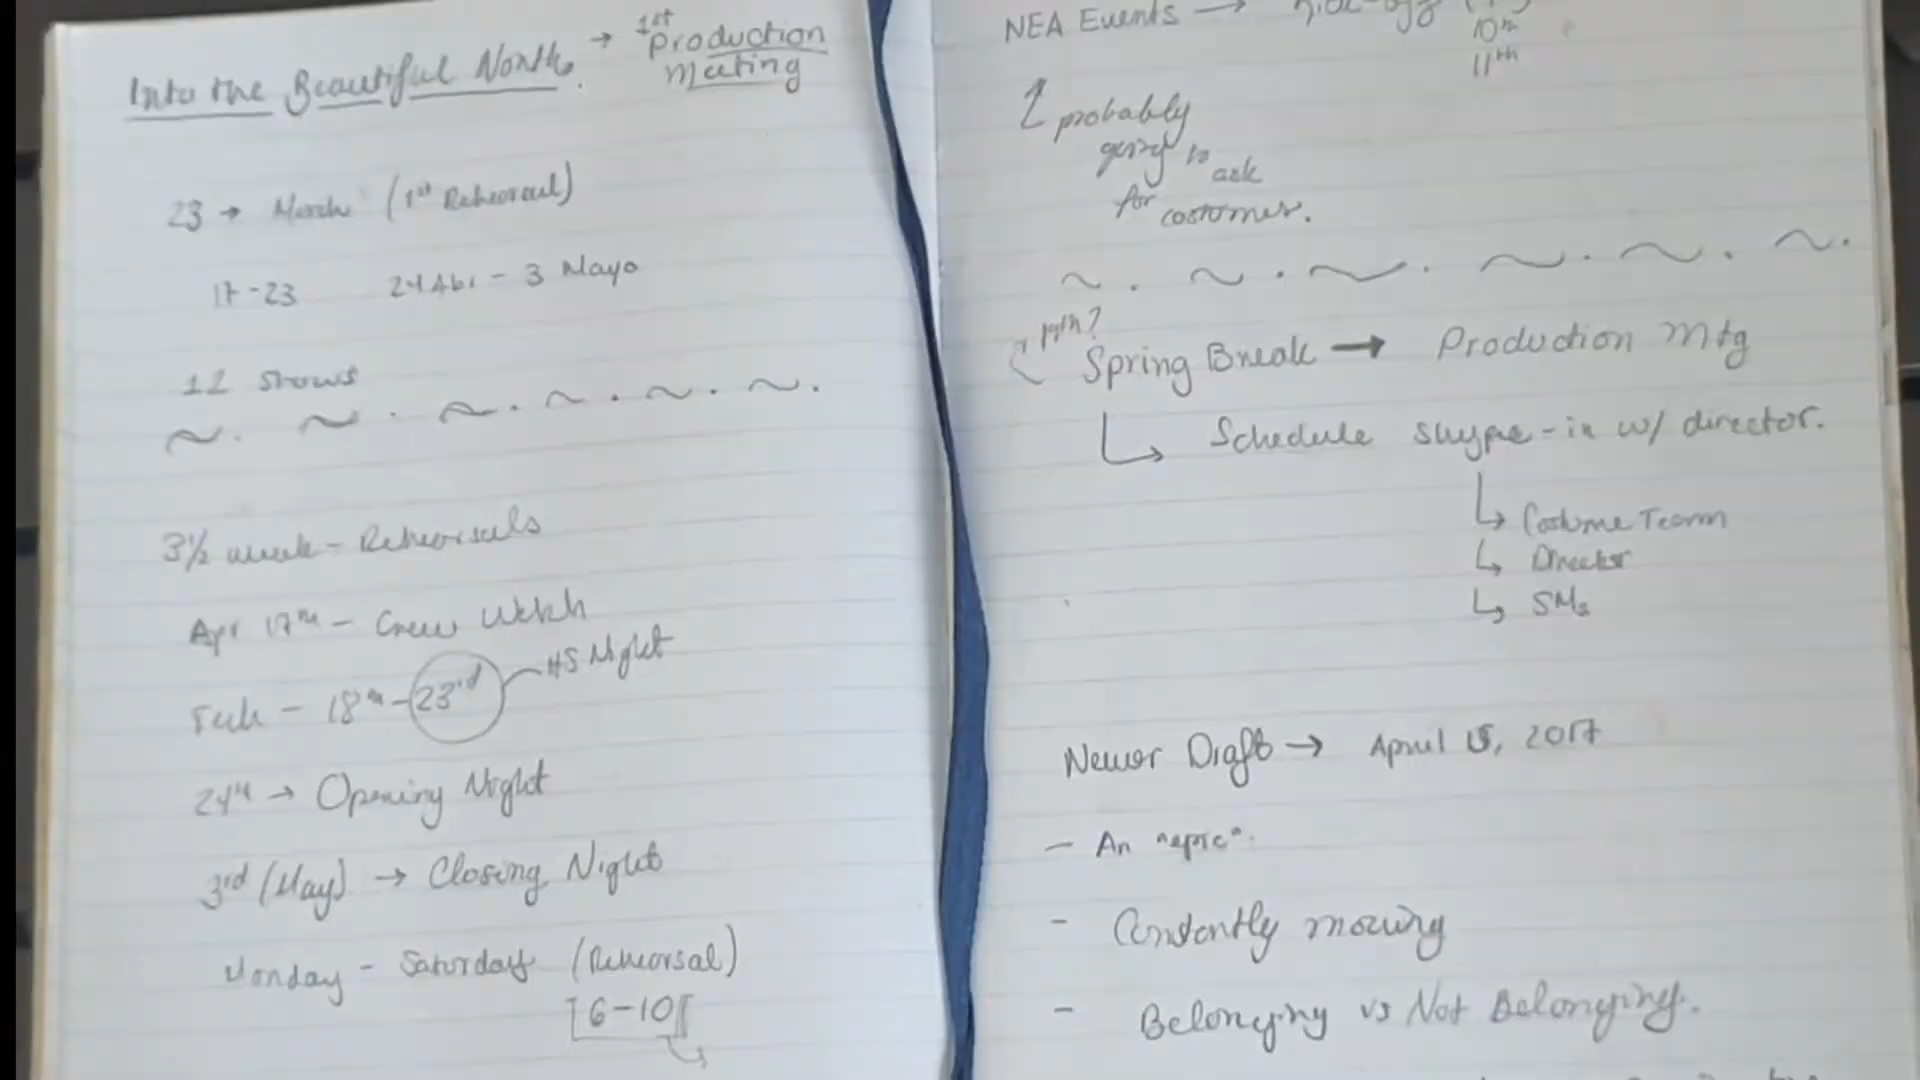 Into the Beautiful North. → 1st production meeting
23 → March (1st Rehearsal)
17-23 24 Abr - 3 Mayo
12 shows
3½ week - Rehearsals
Apr 17th - Crew Watch
Tech - 18th - 23rd - HS Night
24th → Opening Night
3rd (May) → Closing Night
Monday - Saturday (Rehearsal)
[6-10]
NEA Events →
10th
11th
probably
going to
ask
for costumes.
19th?
Spring Break → Production Mtg
Schedule skype-in w/ director.
Costume Team
Director
SMs
Newer Draft → April 2017
- An "epic".
- Constantly moving
- Belonging vs Not Belonging.